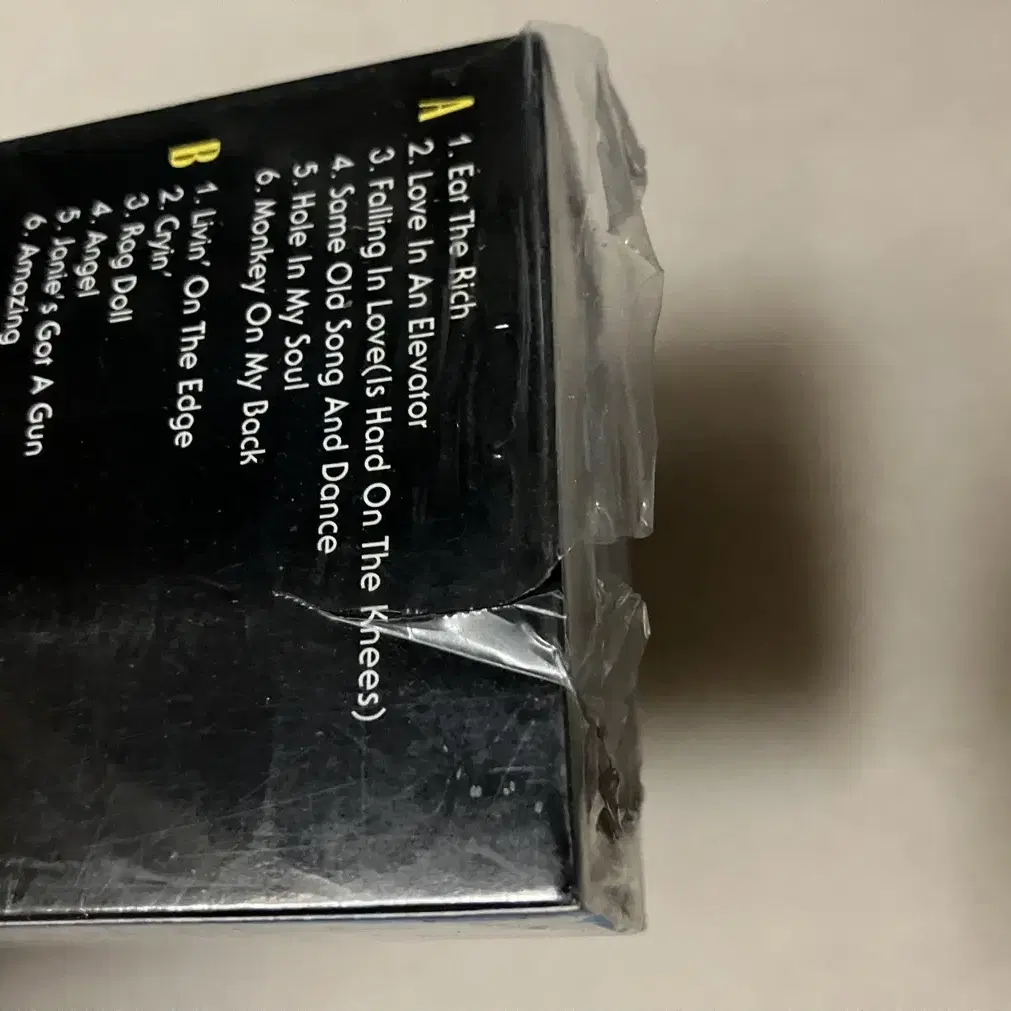 A
1. Eat The Rich
2. Love In An Elevator
3. Falling In Love(Is Hard On The Knees)
4. Same Old Song And Dance
5. Hole In My Soul
6. Monkey On My Back
B
1. Livin' On The Edge
2. Cryin'
3. Rag Doll
4. Angel
5. Janie's Got A Gun
6. Amazing